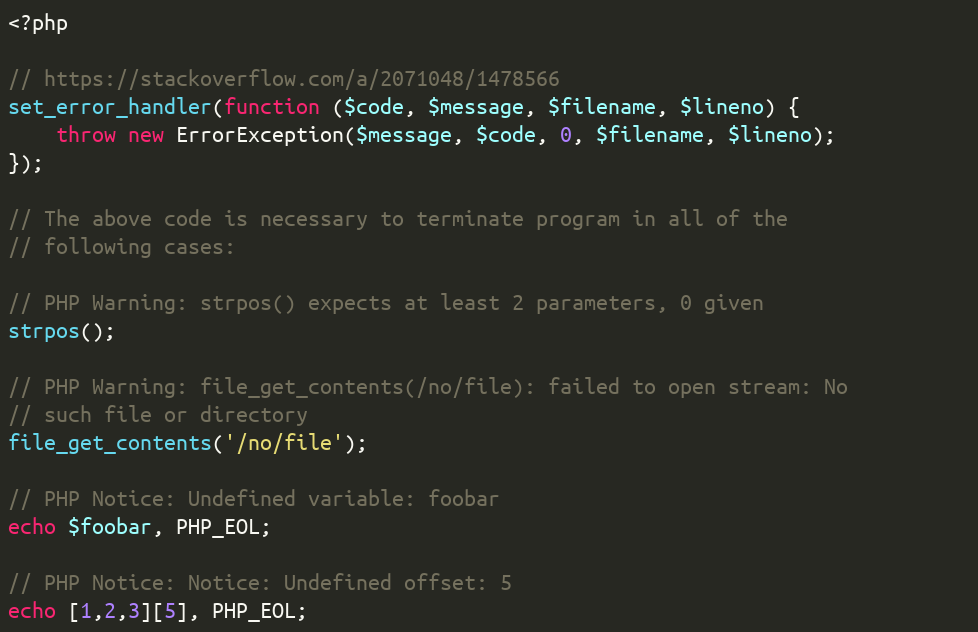 <?php
// https://stackoverflow.com/a/2071048/1478566
set_error_handler(function ($code, $message, $filename, $lineno) {
    throw new ErrorException($message, $code, 0, $filename, $lineno);
});
// The above code is necessary to terminate program in all of the
// following cases:
// PHP Warning: strpos() expects at least 2 parameters, 0 given
strpos();
// PHP Warning: file_get_contents(/no/file): failed to open stream: No
// such file or directory
file_get_contents('/no/file');
// PHP Notice: Undefined variable: foobar
echo $foobar, PHP_EOL;
// PHP Notice: Notice: Undefined offset: 5
echo [1,2,3][5], PHP_EOL;